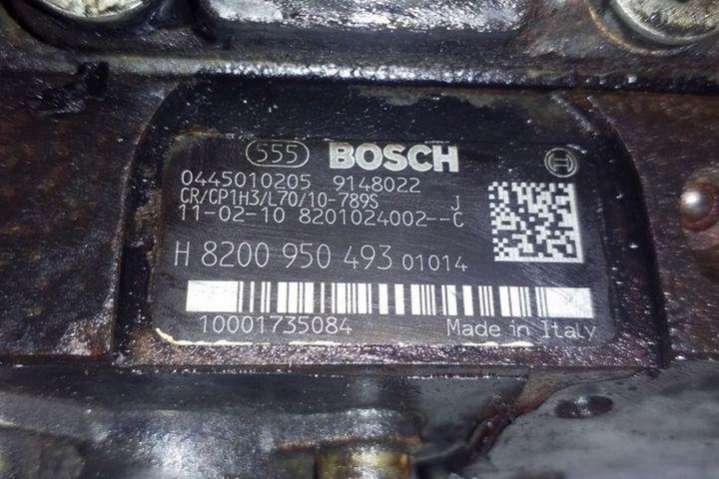 555 BOSCH
0445010205 9148022
CR/CP1H3/L70/10-789S J
11-02-10 8201024002--C
H 8200 950 493 01014
10001735084 Made in Italy